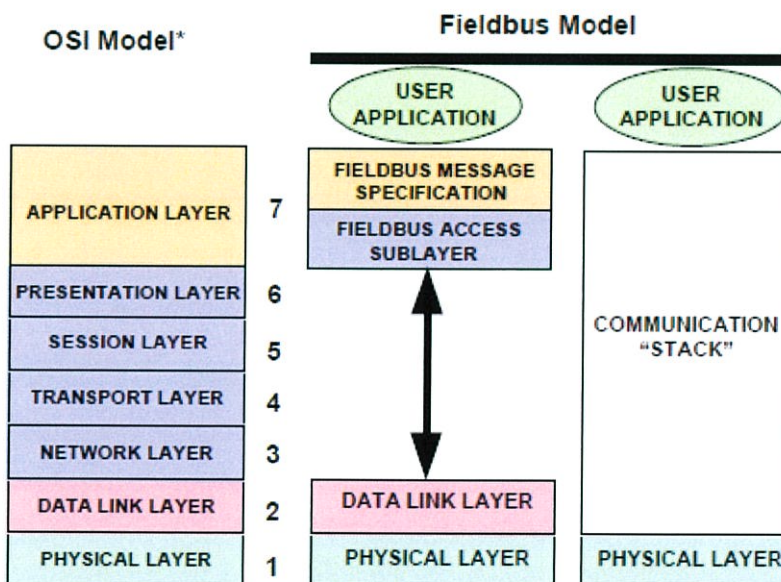 OSI Model*
Fieldbus Model
USER
APPLICATION
USER
APPLICATION
APPLICATION LAYER
7
FIELDBUS MESSAGE
SPECIFICATION
FIELDBUS ACCESS
SUBLAYER
PRESENTATION LAYER
6
SESSION LAYER
5
TRANSPORT LAYER
4
NETWORK LAYER
3
COMMUNICATION
“STACK”
DATA LINK LAYER
2
DATA LINK LAYER
PHYSICAL LAYER
1
PHYSICAL LAYER
PHYSICAL LAYER